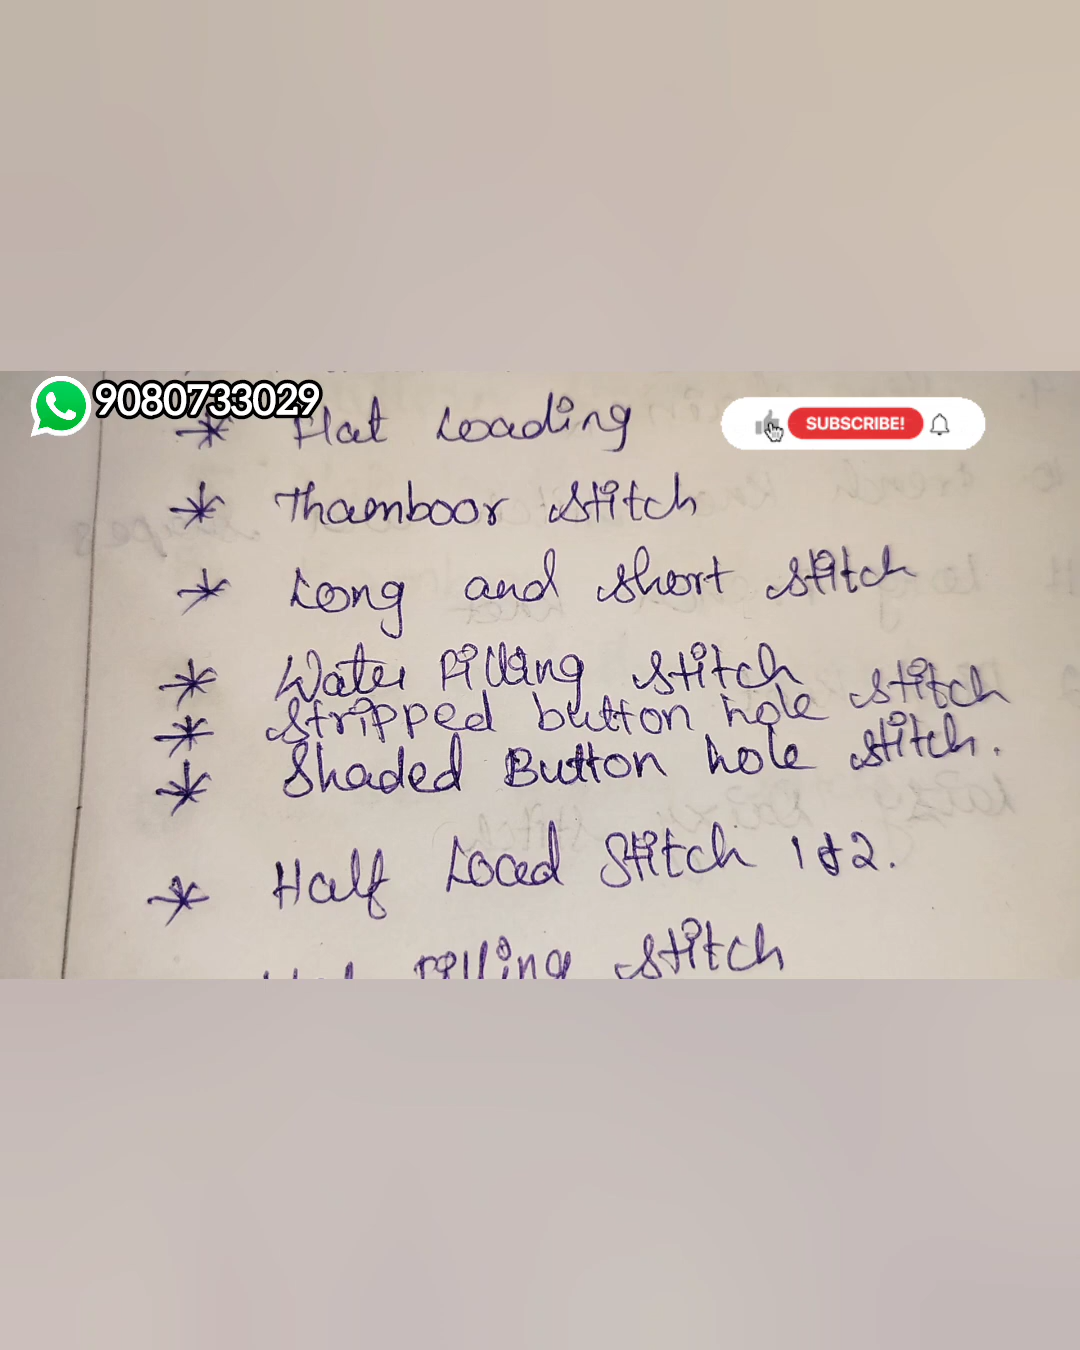 9080733029
* Flat Loading
SUBSCRIBE!
* Thamboor stitch
* Long and short stitch
* Water filling stitch
* Stripped button hole stitch
* Shaded Button hole stitch.
* Half Load Stitch 1 & 2.
filling stitch